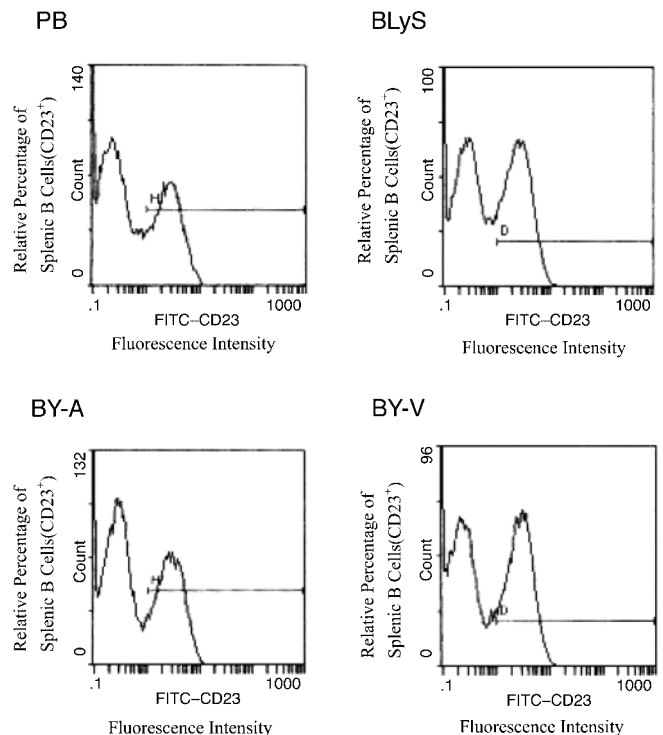 PB
140
Relative Percentage of
Splenic B Cells(CD23+)
Count
0
H
.1 1000
FITC–CD23
Fluorescence Intensity
BLyS
100
Relative Percentage of
Splenic B Cells(CD23+)
Count
0
D
.1 1000
FITC–CD23
Fluorescence Intensity
BY-A
132
Relative Percentage of
Splenic B Cells(CD23+)
Count
0
H
.1 1000
FITC–CD23
Fluorescence Intensity
BY-V
96
Relative Percentage of
Splenic B Cells(CD23+)
Count
0
D
.1 1000
FITC–CD23
Fluorescence Intensity